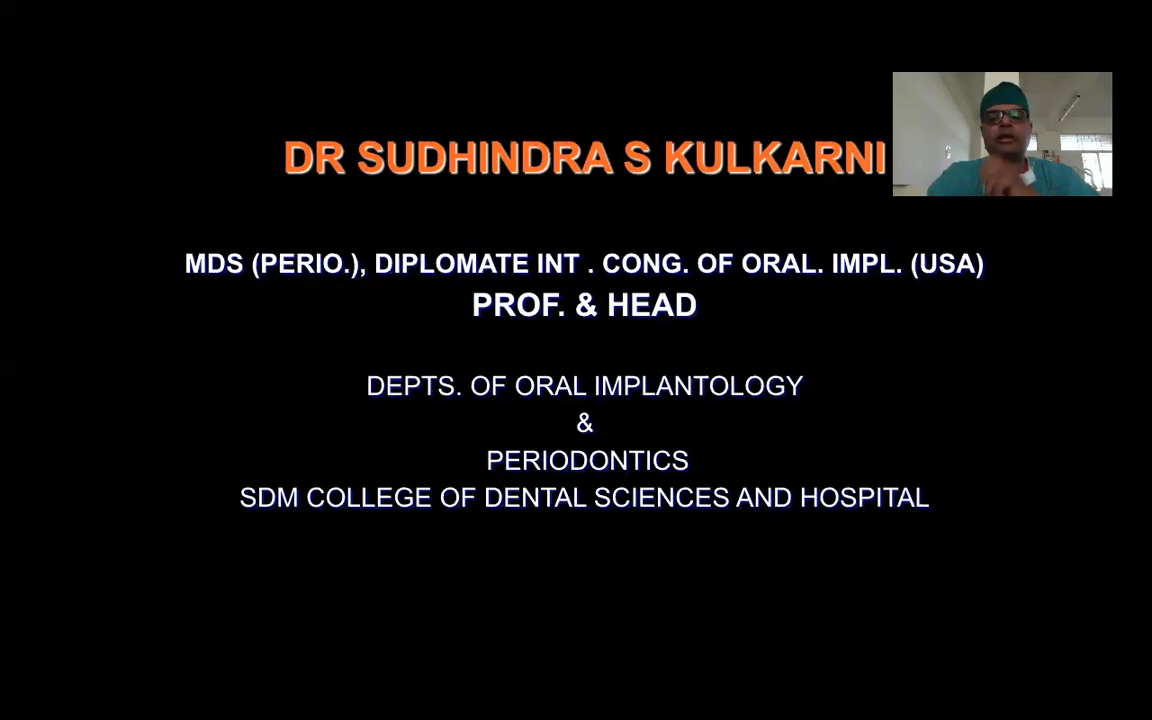 DR SUDHINDRA S KULKARNI
MDS (PERIO.), DIPLOMATE INT . CONG. OF ORAL. IMPL. (USA)
PROF. & HEAD
DEPTS. OF ORAL IMPLANTOLOGY
&
PERIODONTICS
SDM COLLEGE OF DENTAL SCIENCES AND HOSPITAL